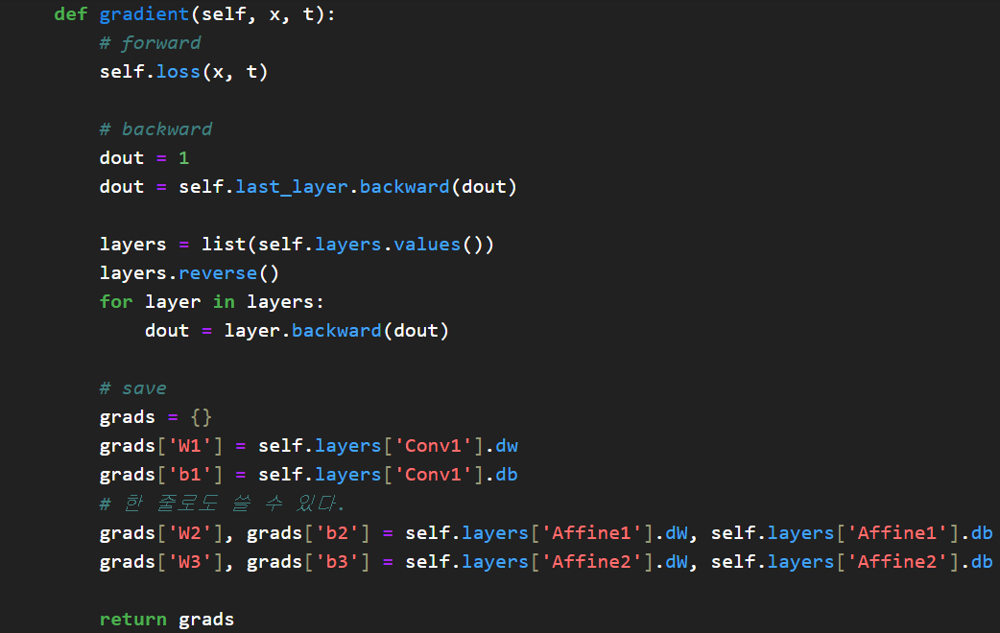 def gradient(self, x, t):
# forward
self.loss(x, t)
# backward
dout = 1
dout = self.last_layer.backward(dout)
layers = list(self.layers.values())
layers.reverse()
for layer in layers:
dout = layer.backward(dout)
# save
grads = {}
grads['W1'] = self.layers['Conv1'].dw
grads['b1'] = self.layers['Conv1'].db
# 한 줄로도 쓸 수 있다.
grads['W2'], grads['b2'] = self.layers['Affine1'].dW, self.layers['Affine1'].db
grads['W3'], grads['b3'] = self.layers['Affine2'].dW, self.layers['Affine2'].db
return grads